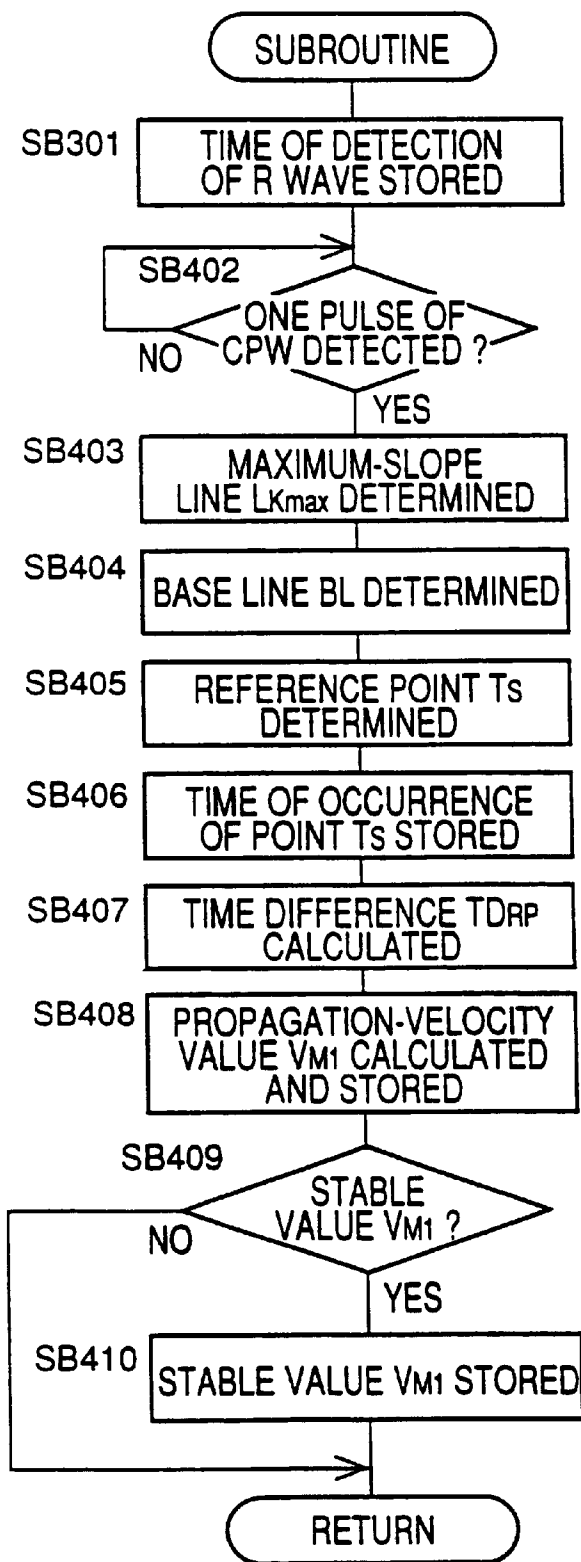 SUBROUTINE
SB301
TIME OF DETECTION
OF R WAVE STORED
SB402
ONE PULSE OF
CPW DETECTED ?
NO
YES
SB403
MAXIMUM-SLOPE
LINE LKmax DETERMINED
SB404
BASE LINE BL DETERMINED
SB405
REFERENCE POINT TS
DETERMINED
SB406
TIME OF OCCURRENCE
OF POINT TS STORED
SB407
TIME DIFFERENCE TDRP
CALCULATED
SB408
PROPAGATION-VELOCITY
VALUE VM1 CALCULATED
AND STORED
SB409
STABLE
VALUE VM1 ?
NO
YES
SB410
STABLE VALUE VM1 STORED
RETURN